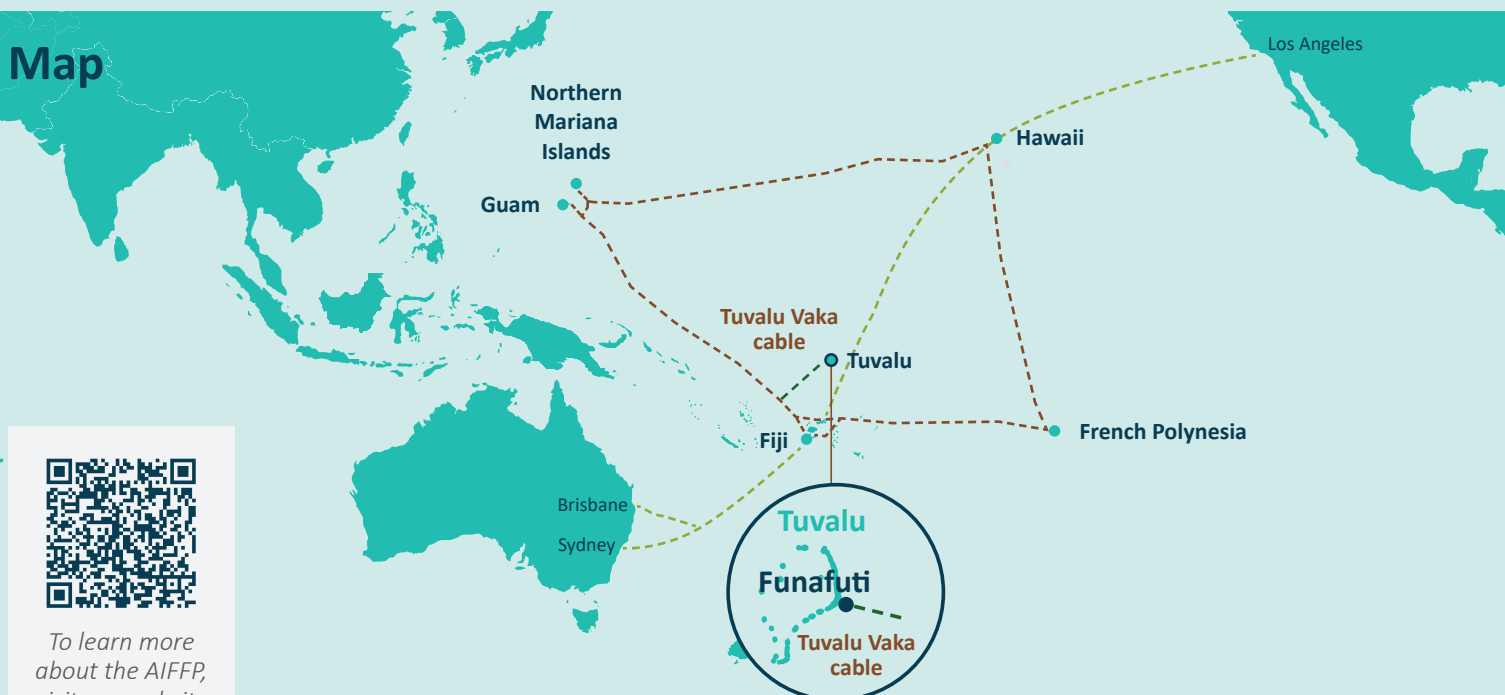 Map
Los Angeles
Northern
Mariana
Islands
Hawaii
Guam
Tuvalu Vaka
cable
Tuvalu
Fiji
French Polynesia
Brisbane
Sydney
Tuvalu
Funafuti
Tuvalu Vaka
cable
To learn more
about the AIFFP,